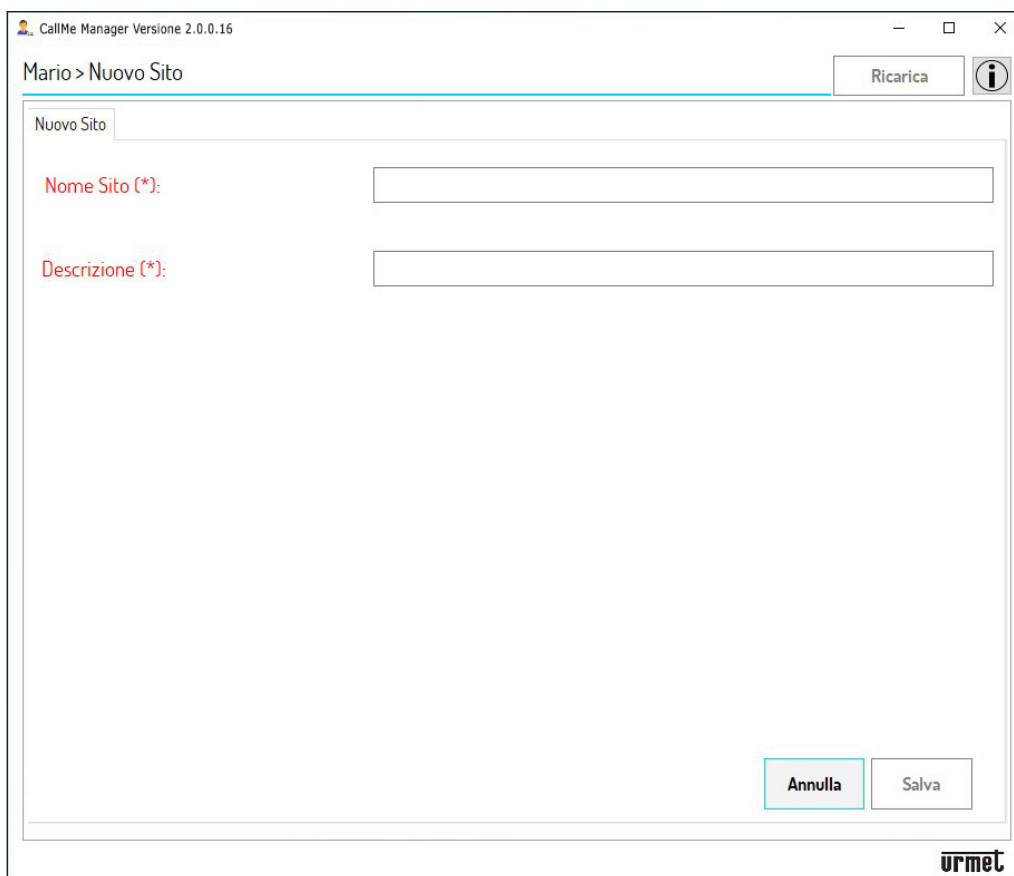 CallMe Manager Versione 2.0.0.16
Mario > Nuovo Sito
Ricarica
Nuovo Sito
Nome Sito (*):
Descrizione (*):
Annulla
Salva
urmet